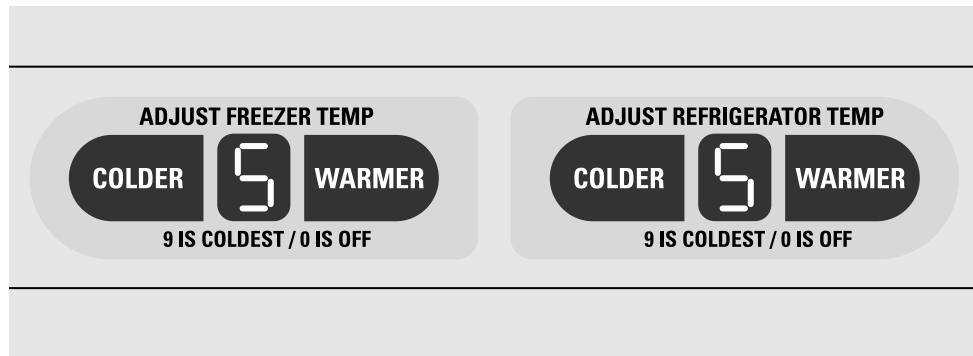 ADJUST FREEZER TEMP
COLDER 5 WARMER
9 IS COLDEST / 0 IS OFF
ADJUST REFRIGERATOR TEMP
COLDER 5 WARMER
9 IS COLDEST / 0 IS OFF